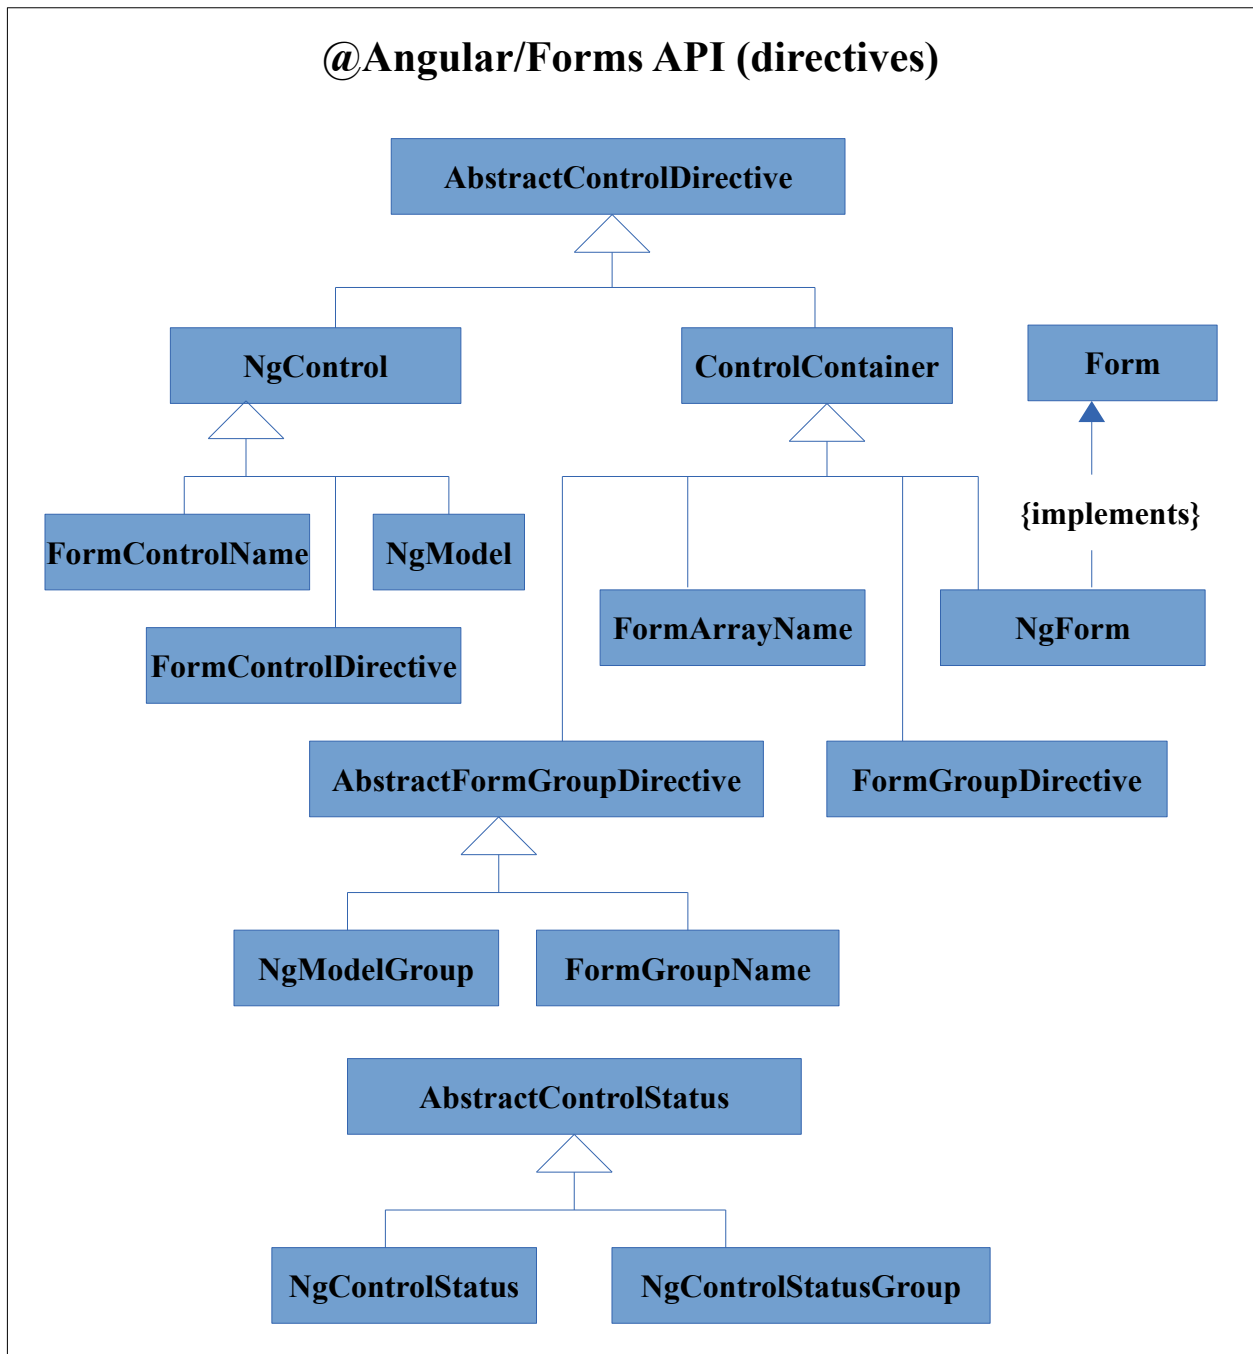 @Angular/Forms API (directives)
AbstractControlDirective
NgControl
ControlContainer
Form
{implements}
FormControlName
NgModel
FormArrayName
NgForm
FormControlDirective
AbstractFormGroupDirective
FormGroupDirective
NgModelGroup
FormGroupName
AbstractControlStatus
NgControlStatus
NgControlStatusGroup